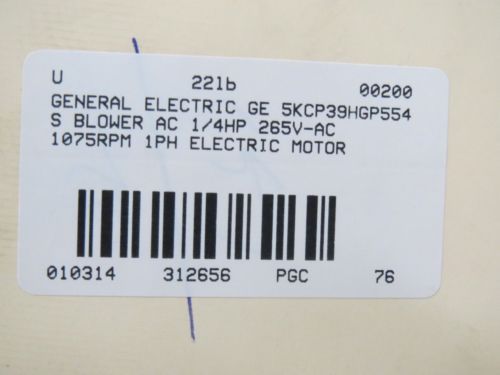 U 22lb 00200
GENERAL ELECTRIC GE 5KCP39HGP554
S BLOWER AC 1/4HP 265V-AC
1075RPM 1PH ELECTRIC MOTOR
010314 312656 PGC 76